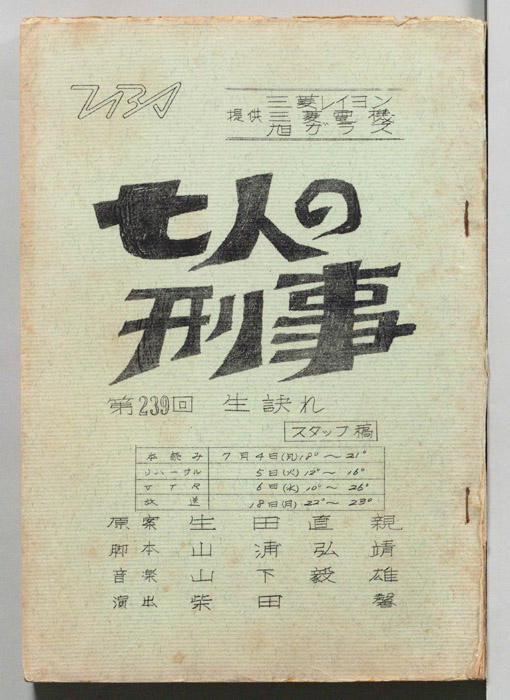 TBS
三菱レイヨン
提供 三菱電機
旭ガラス
七人の
刑事
第239回 生訣れ
スタッフ稿
本読み 7月4日(月)18°～21°
リハーサル 5日(火)12°～16°
VTR 6日(水)10°～26°
放送 18日(月)22°～23°
原案 生田直親
脚本 山浦弘靖
音楽 山下毅雄
演出 柴田馨